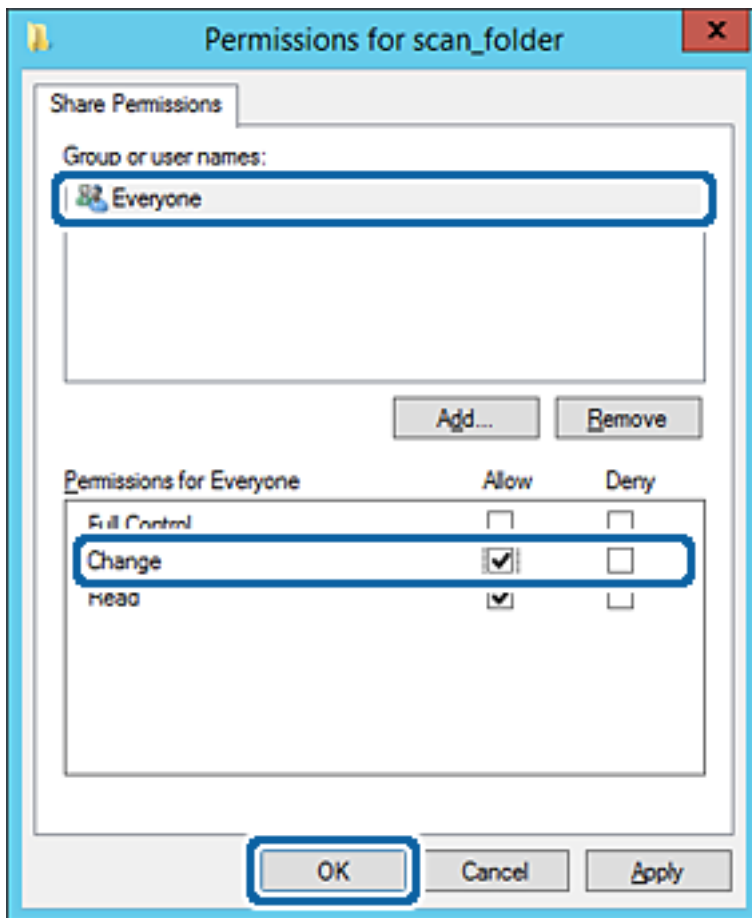 Permissions for scan_folder
Share Permissions
Group or user names:
Everyone
Add... Remove
Permissions for Everyone Allow Deny
Full Control
Change
Read
OK Cancel Apply